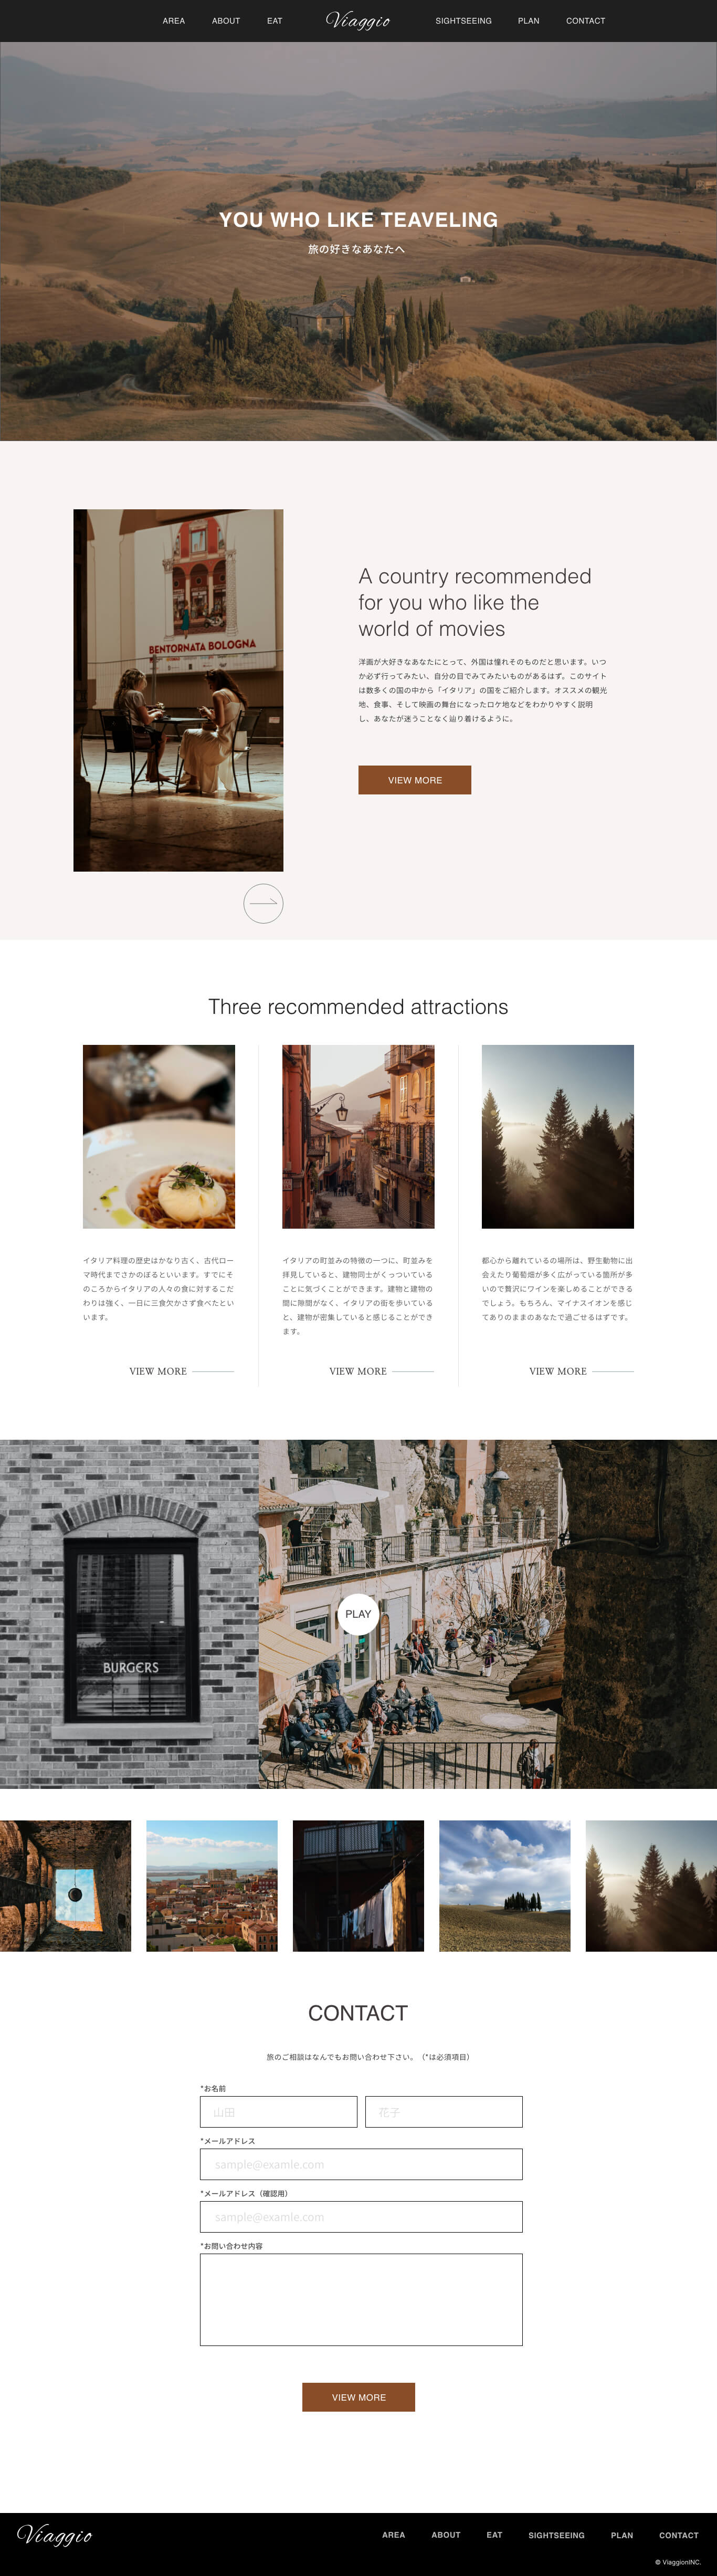 AREA ABOUT EAT Viaggio SIGHTSEEING PLAN CONTACT
YOU WHO LIKE TEAVELING
旅の好きなあなたへ
BENTORNATA BOLOGNA
A country recommended
for you who like the
world of movies
洋画が大好きなあなたにとって、外国は憧れそのものだと思います。いつ
か必ず行ってみたい、自分の目でみてみたいものがあるはず。このサイト
は数多くの国の中から「イタリア」の国をご紹介します。オススメの観光
地、食事、そして映画の舞台になったロケ地などをわかりやすく説明
し、あなたが迷うことなく辿り着けるように。
VIEW MORE
Three recommended attractions
イタリア料理の歴史はかなり古く、古代ロー
マ時代までさかのぼるといいます。すでにそ
のころからイタリアの人々の食に対するこだ
わりは強く、一日に三食欠かさず食べたとい
います。
VIEW MORE
イタリアの町並みの特徴の一つに、町並みを
拝見していると、建物同士がくっついている
ことに気づくことができます。建物と建物の
間に隙間がなく、イタリアの街を歩いている
と、建物が密集していると感じることができ
ます。
VIEW MORE
都心から離れているの場所は、野生動物に出
会えたり葡萄畑が多く広がっている箇所が多
いので贅沢にワインを楽しめることができる
でしょう。もちろん、マイナスイオンを感じ
てありのままのあなたで過ごせるはずです。
VIEW MORE
BURGERS
PLAY
CONTACT
旅のご相談はなんでもお問い合わせ下さい。（*は必須項目）
*お名前
山田 花子
*メールアドレス
sample@examle.com
*メールアドレス（確認用）
sample@examle.com
*お問い合わせ内容
VIEW MORE
Viaggio AREA ABOUT EAT SIGHTSEEING PLAN CONTACT
© ViaggionINC.